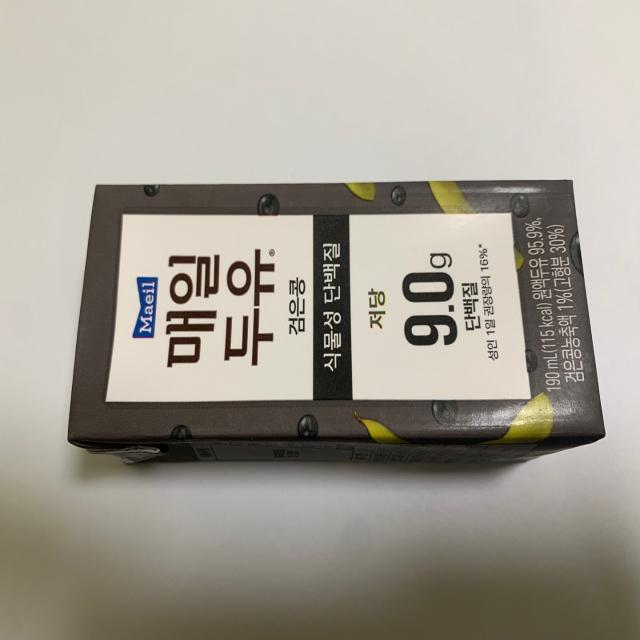 Maeil
매일
두유®
검은콩
식물성 단백질
저당
9.0g
단백질
성인 1일 권장량의 16%*
190 mL(115 kcal) 원액두유 95.9%,
검은콩농축액 1%(고형분 30%)